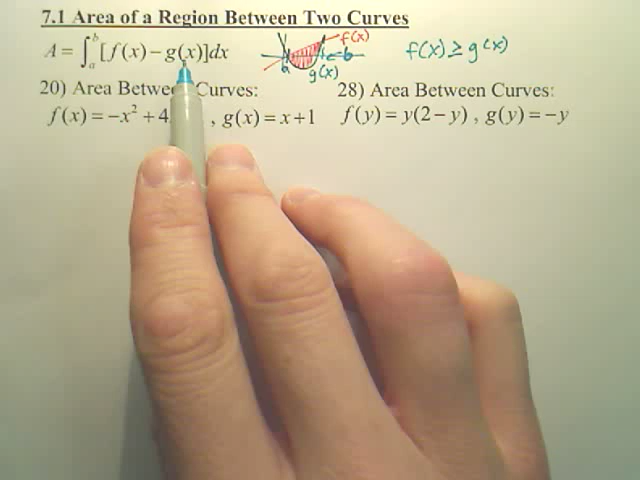 7.1 Area of a Region Between Two Curves
A = ∫_a^b [f(x) − g(x)]dx
f(x)
a
b
g(x)
f(x) ≥ g(x)
20) Area Betwe Curves:
28) Area Between Curves:
f(x) = −x² + 4 , g(x) = x + 1
f(y) = y(2 − y) , g(y) = −y